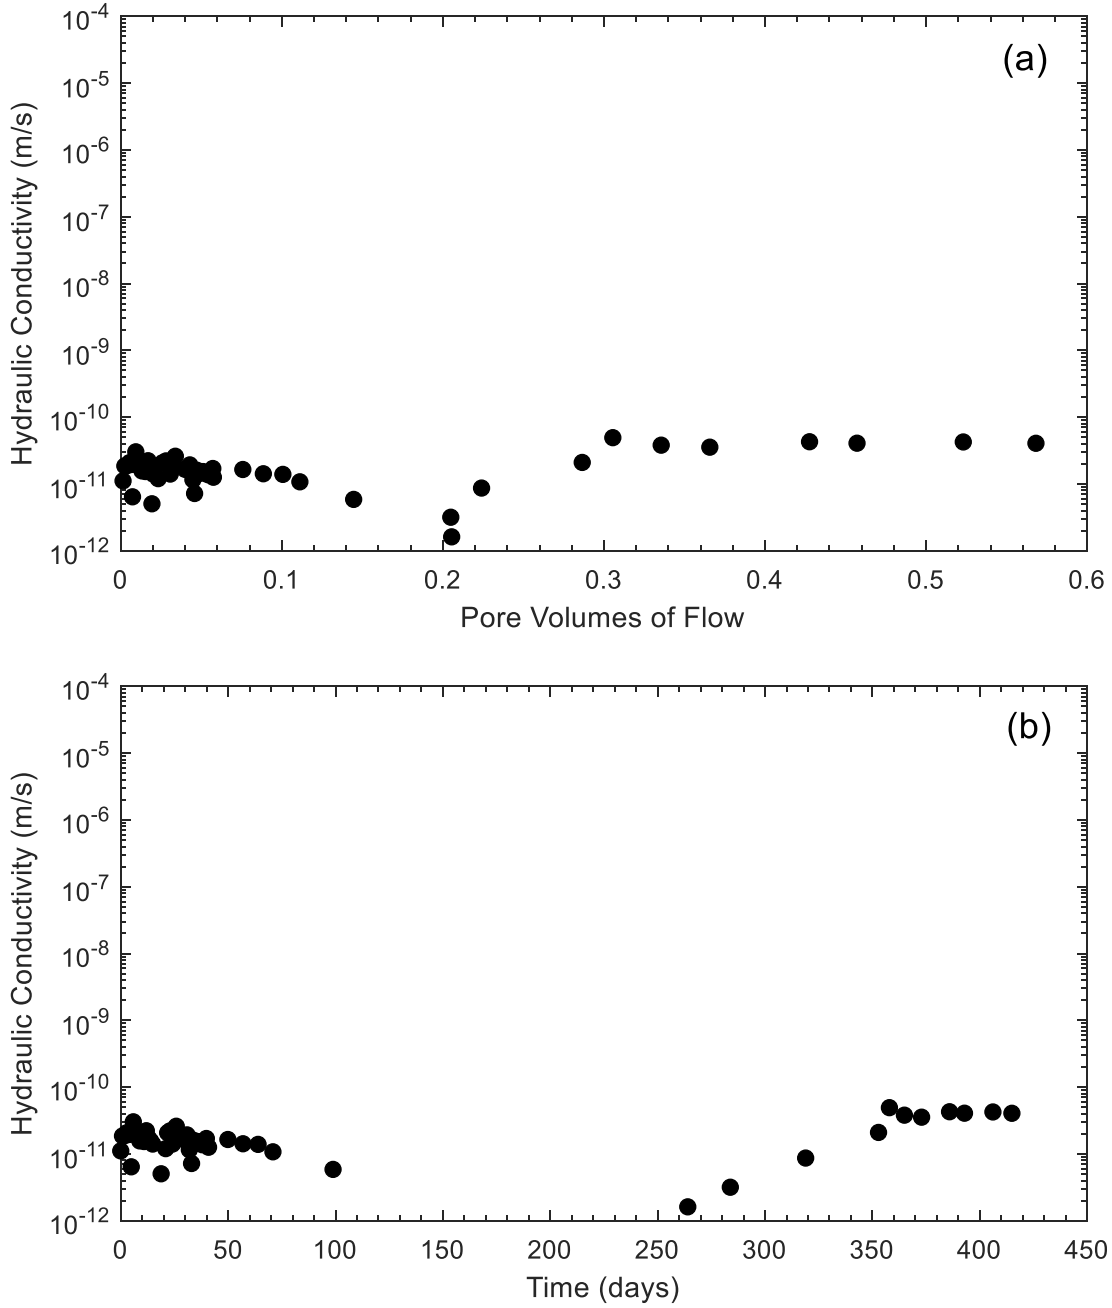 (a)
Hydraulic Conductivity (m/s)
10^-4
10^-5
10^-6
10^-7
10^-8
10^-9
10^-10
10^-11
10^-12
0 0.1 0.2 0.3 0.4 0.5 0.6
Pore Volumes of Flow
(b)
Hydraulic Conductivity (m/s)
10^-4
10^-5
10^-6
10^-7
10^-8
10^-9
10^-10
10^-11
10^-12
0 50 100 150 200 250 300 350 400 450
Time (days)